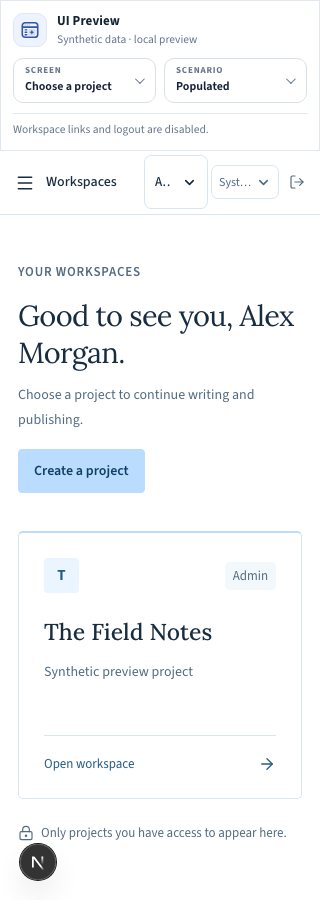 UI Preview
Synthetic data · local preview
SCREEN
Choose a project
SCENARIO
Populated
Workspace links and logout are disabled.
Workspaces
A..
Syst...
YOUR WORKSPACES
Good to see you, Alex
Morgan.
Choose a project to continue writing and
publishing.
Create a project
T
Admin
The Field Notes
Synthetic preview project
Open workspace
Only projects you have access to appear here.
N